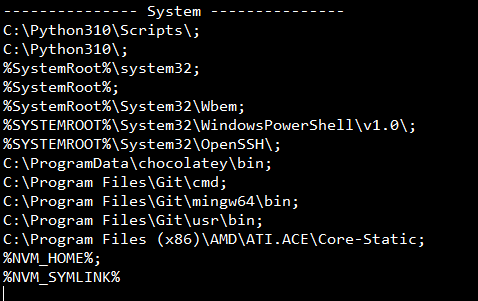 --------------- System ---------------
C:\Python310\Scripts\;
C:\Python310\;
%SystemRoot%\system32;
%SystemRoot%;
%SystemRoot%\System32\Wbem;
%SYSTEMROOT%\System32\WindowsPowerShell\v1.0\;
%SYSTEMROOT%\System32\OpenSSH\;
C:\ProgramData\chocolatey\bin;
C:\Program Files\Git\cmd;
C:\Program Files\Git\mingw64\bin;
C:\Program Files\Git\usr\bin;
C:\Program Files (x86)\AMD\ATI.ACE\Core-Static;
%NVM_HOME%;
%NVM_SYMLINK%